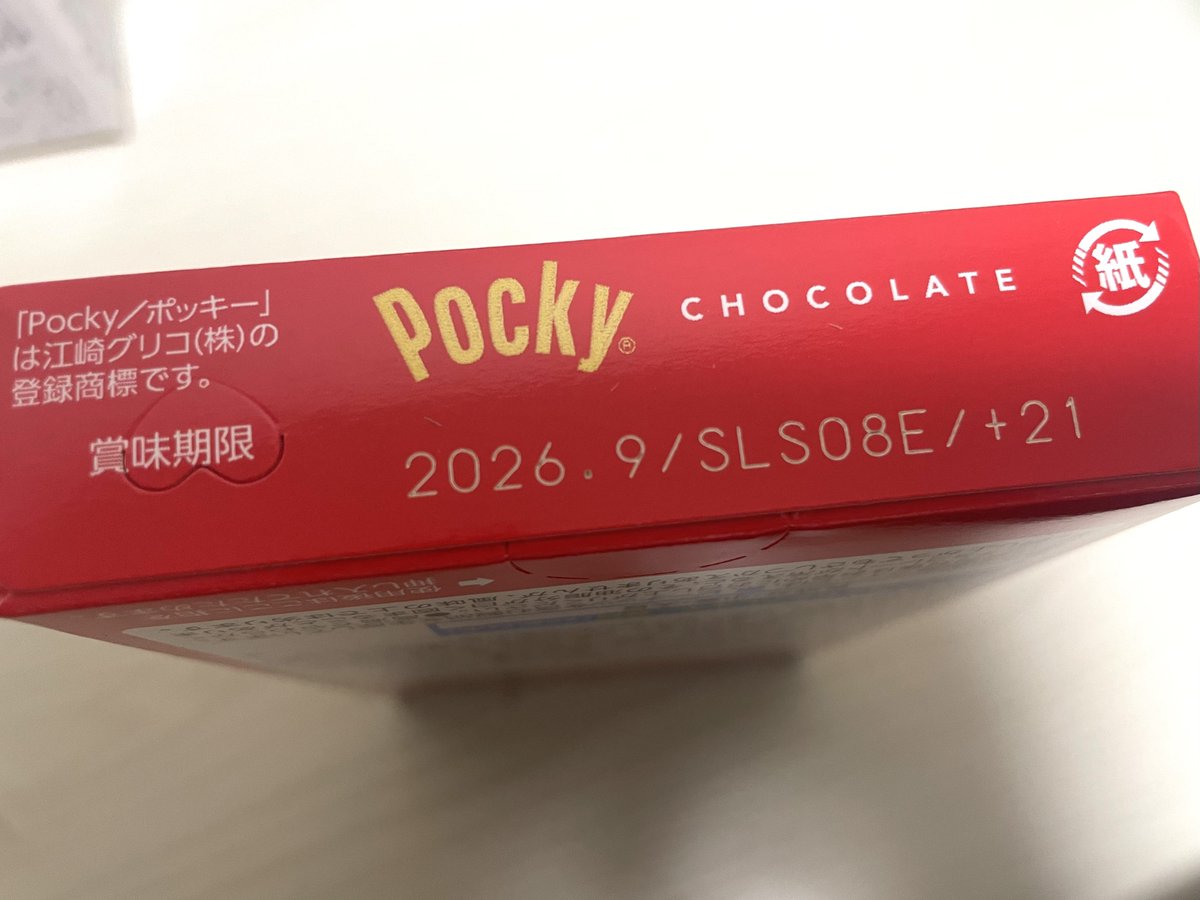 「Pocky／ポッキー」
は江崎グリコ(株)の
登録商標です。
Pocky®
CHOCOLATE
紙
賞味期限
2026.9/SLS08E/+21